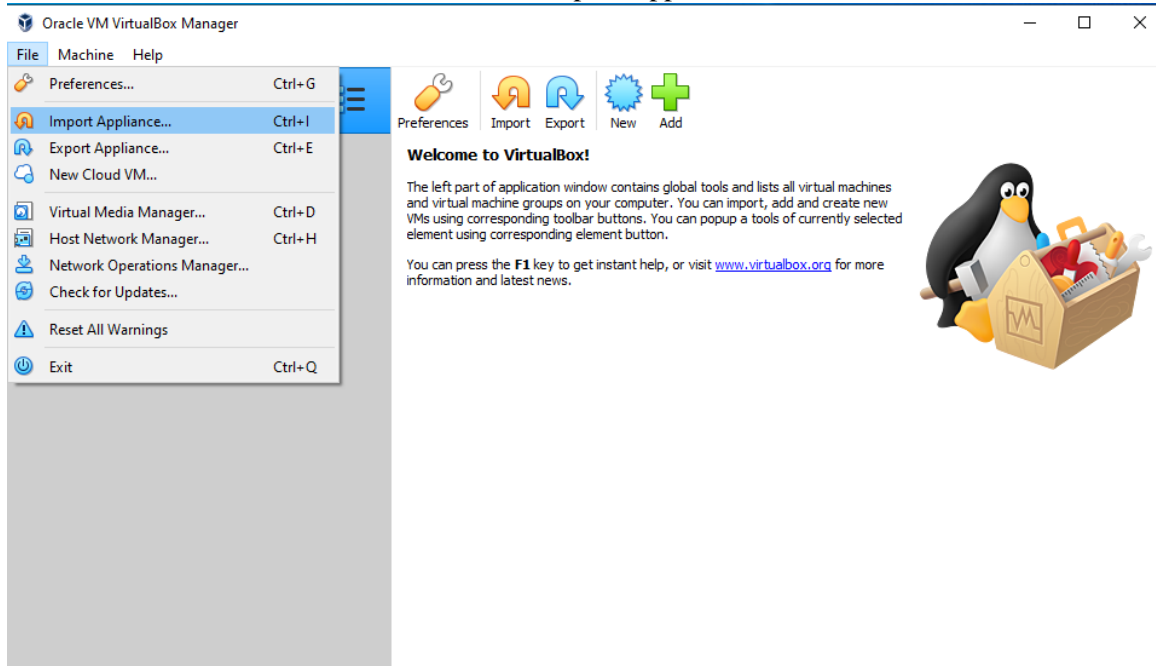 Oracle VM VirtualBox Manager
File Machine Help
Preferences... Ctrl+G
Import Appliance... Ctrl+I
Export Appliance... Ctrl+E
New Cloud VM...
Virtual Media Manager... Ctrl+D
Host Network Manager... Ctrl+H
Network Operations Manager...
Check for Updates...
Reset All Warnings
Exit Ctrl+Q
Preferences Import Export New Add
Welcome to VirtualBox!
The left part of application window contains global tools and lists all virtual machines
and virtual machine groups on your computer. You can import, add and create new
VMs using corresponding toolbar buttons. You can popup a tools of currently selected
element using corresponding element button.
You can press the F1 key to get instant help, or visit www.virtualbox.org for more
information and latest news.